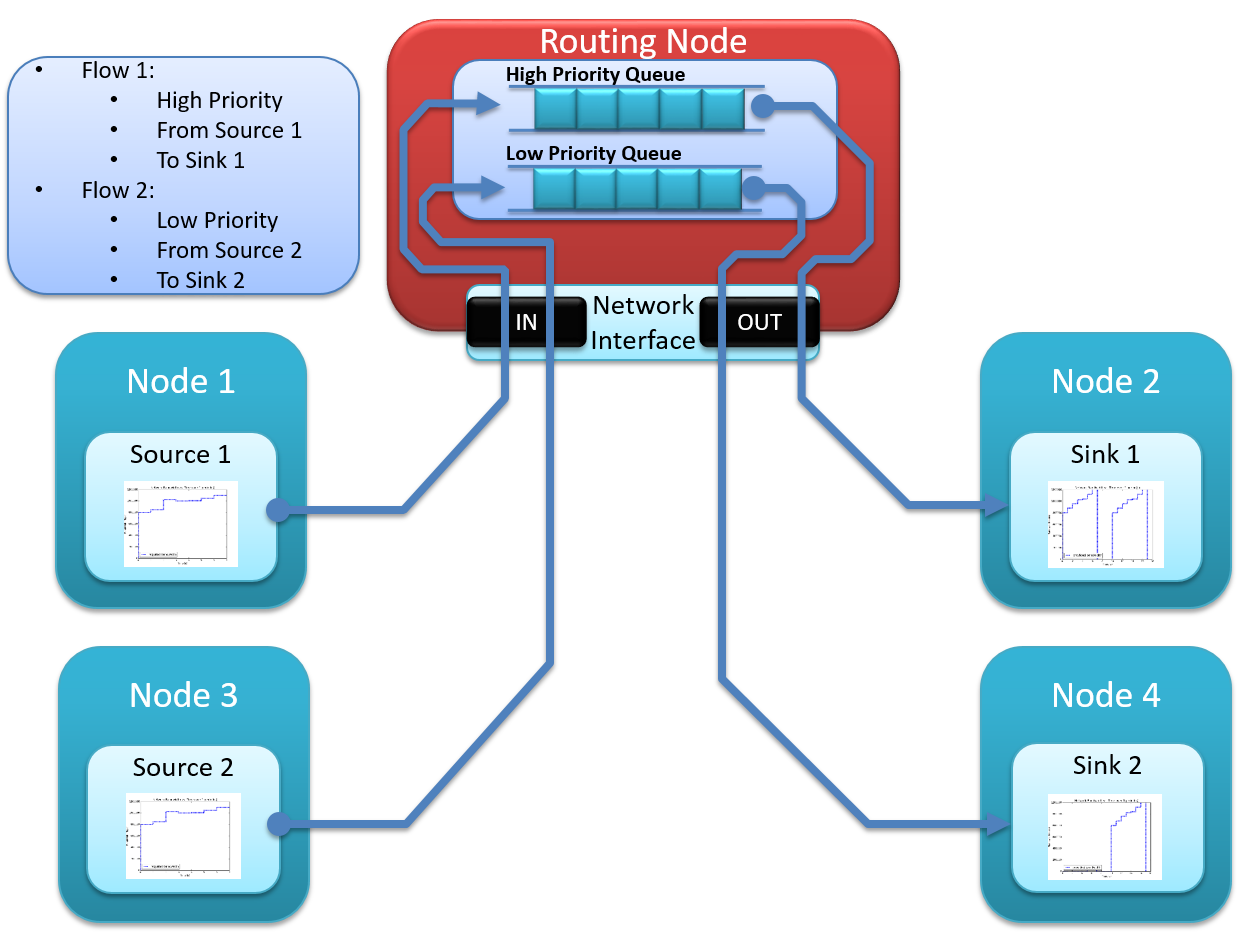 Routing Node
High Priority Queue
Low Priority Queue
• Flow 1:
• High Priority
• From Source 1
• To Sink 1
• Flow 2:
• Low Priority
• From Source 2
• To Sink 2
IN
Network
Interface
OUT
Node 1
Source 1
Node 2
Sink 1
Node 3
Source 2
Node 4
Sink 2